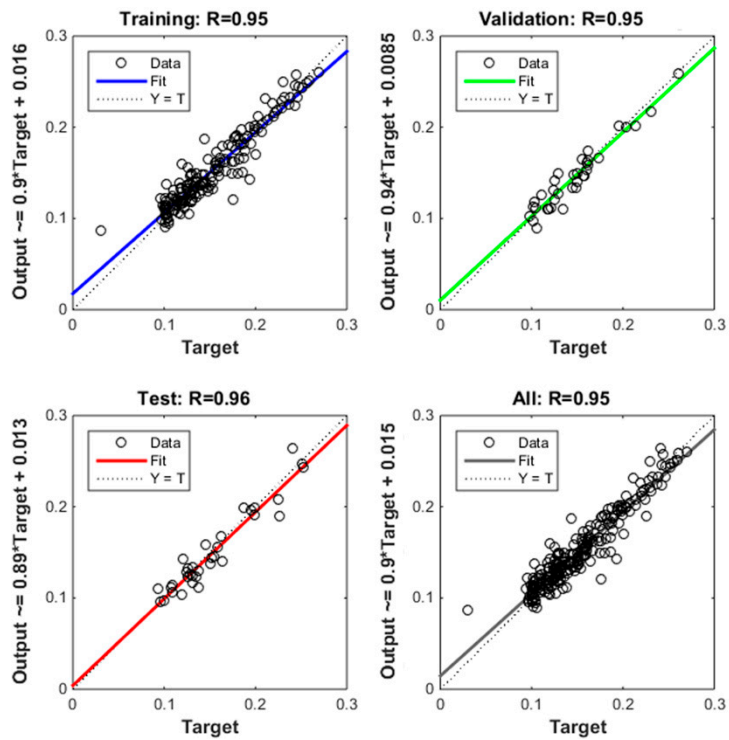 Training: R=0.95
Output ~= 0.9*Target + 0.016
0.3
0.2
0.1
0
Data
Fit
Y = T
0
0.1
0.2
0.3
Target
Validation: R=0.95
Output ~= 0.94*Target + 0.0085
0.3
0.2
0.1
0
Data
Fit
Y = T
0
0.1
0.2
0.3
Target
Test: R=0.96
Output ~= 0.89*Target + 0.013
0.3
0.2
0.1
0
Data
Fit
Y = T
0
0.1
0.2
0.3
Target
All: R=0.95
Output ~= 0.9*Target + 0.015
0.3
0.2
0.1
0
Data
Fit
Y = T
0
0.1
0.2
0.3
Target